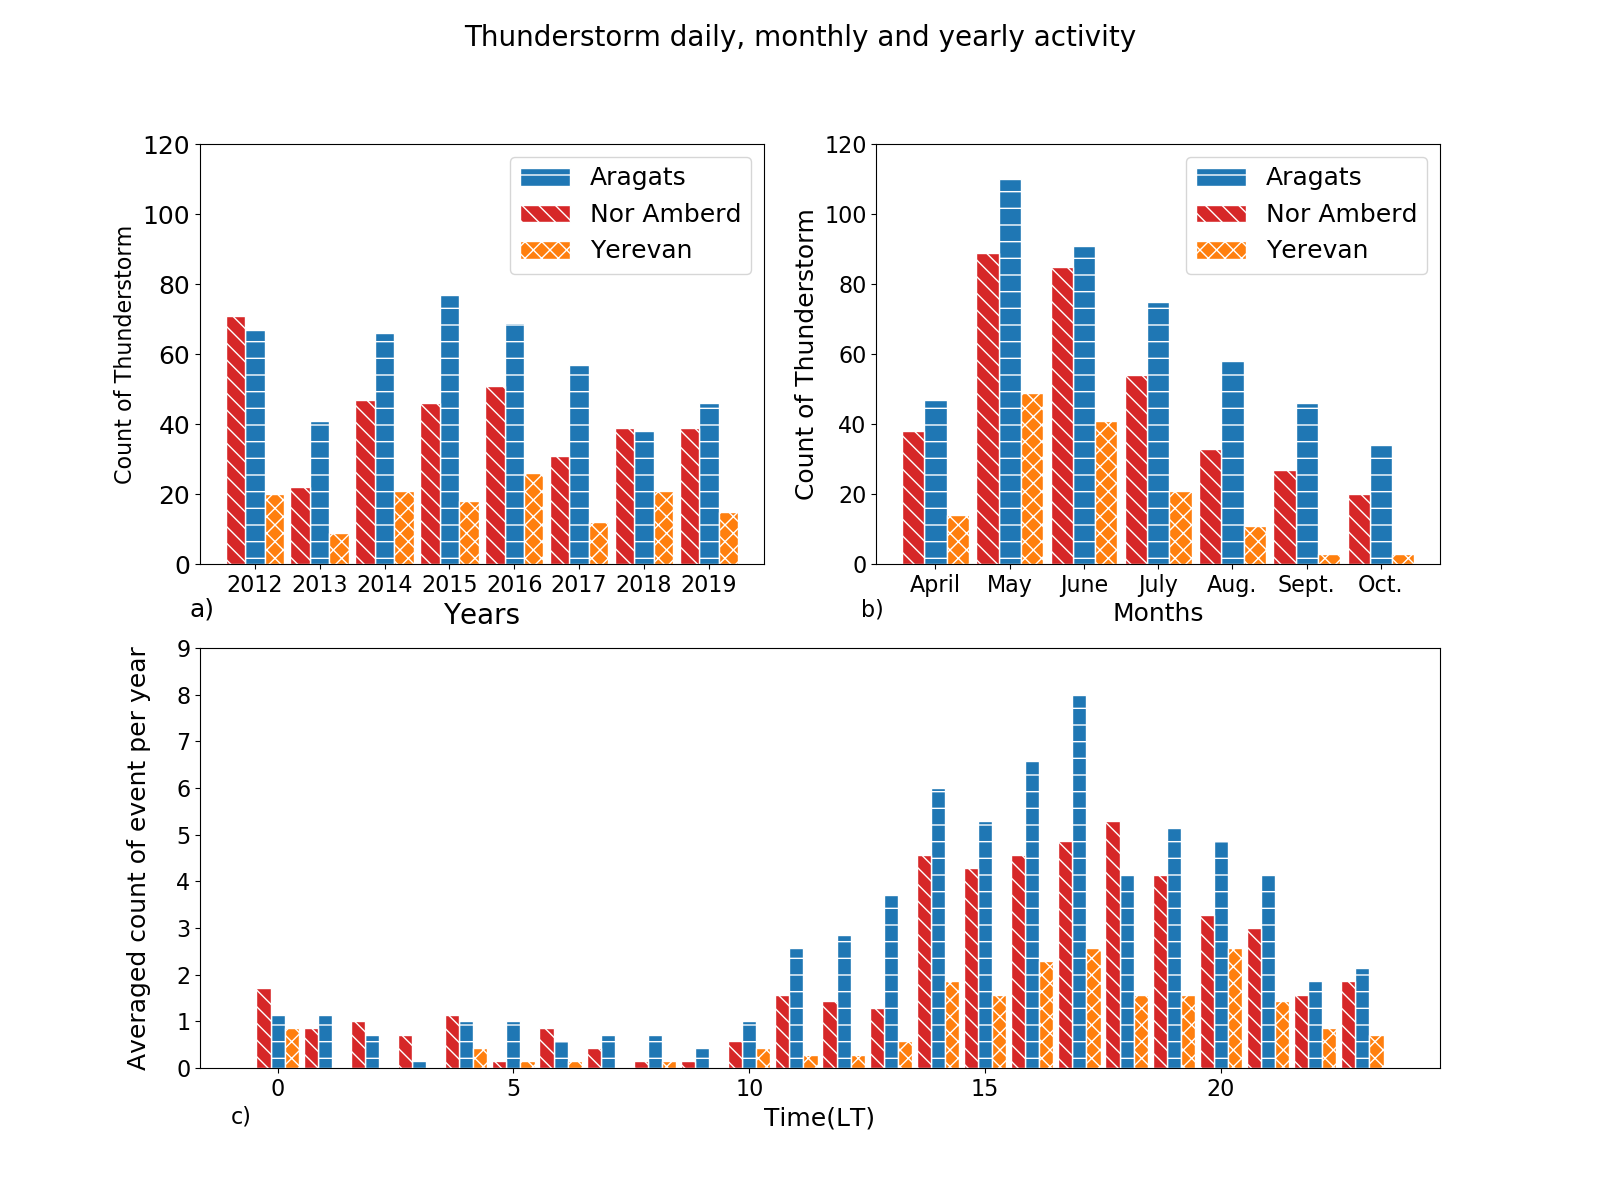 Thunderstorm daily, monthly and yearly activity
120
100
80
60
40
20
0
Count of Thunderstorm
Aragats
Nor Amberd
Yerevan
2012 2013 2014 2015 2016 2017 2018 2019
a)
Years
120
100
80
60
40
20
0
Count of Thunderstorm
Aragats
Nor Amberd
Yerevan
April May June July Aug. Sept. Oct.
b)
Months
9
8
7
6
5
4
3
2
1
0
Averaged count of event per year
0 5 10 15 20
c)
Time(LT)